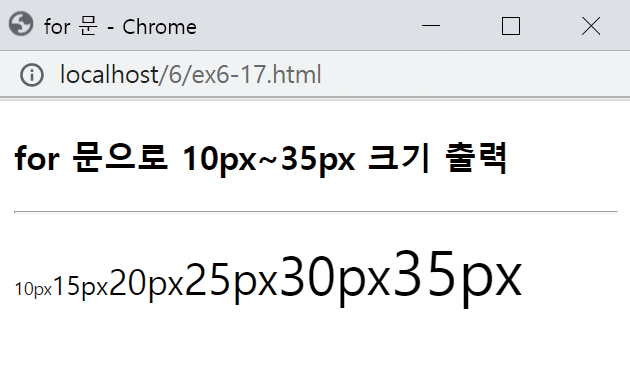 for 문 - Chrome
localhost/6/ex6-17.html
for 문으로 10px~35px 크기 출력
10px15px20px25px30px35px